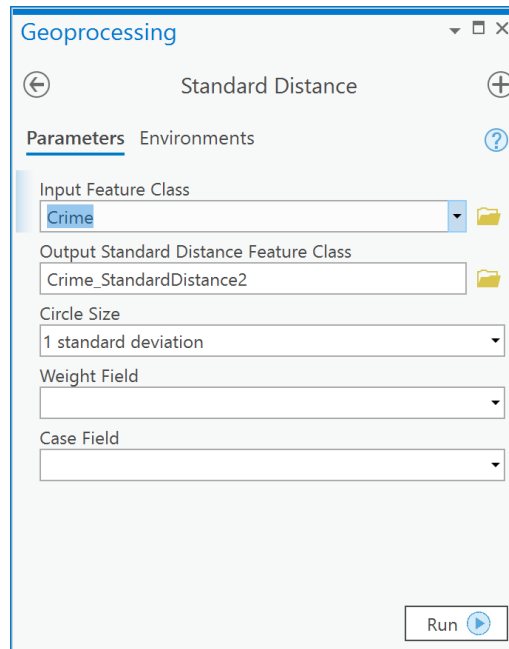 Geoprocessing
Standard Distance
Parameters Environments
Input Feature Class
Crime
Output Standard Distance Feature Class
Crime_StandardDistance2
Circle Size
1 standard deviation
Weight Field
Case Field
Run